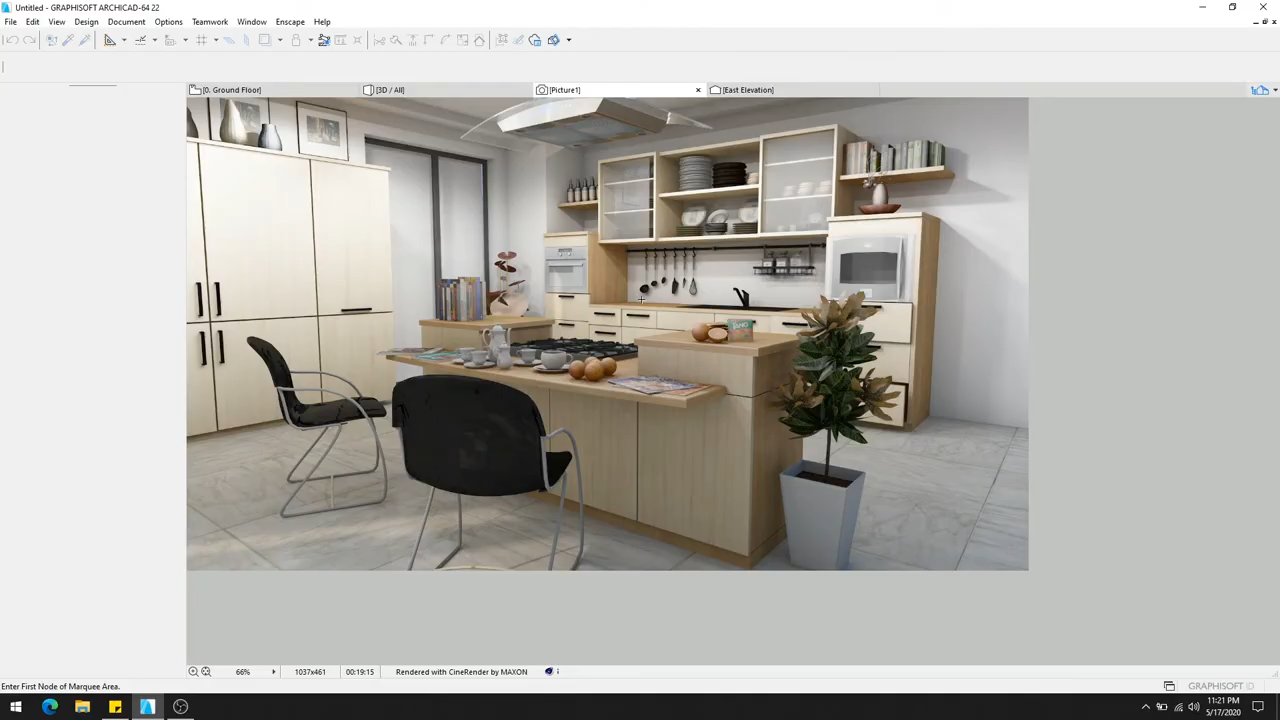 Untitled - GRAPHISOFT ARCHICAD-64 22
File Edit View Design Document Options Teamwork Window Enscape Help
[0. Ground Floor] [3D / All] [Picture1] [East Elevation]
66% 1037x461 00:19:15 Rendered with CineRender by MAXON
Enter First Node of Marquee Area.
GRAPHISOFT ID
11:21 PM
5/17/2020